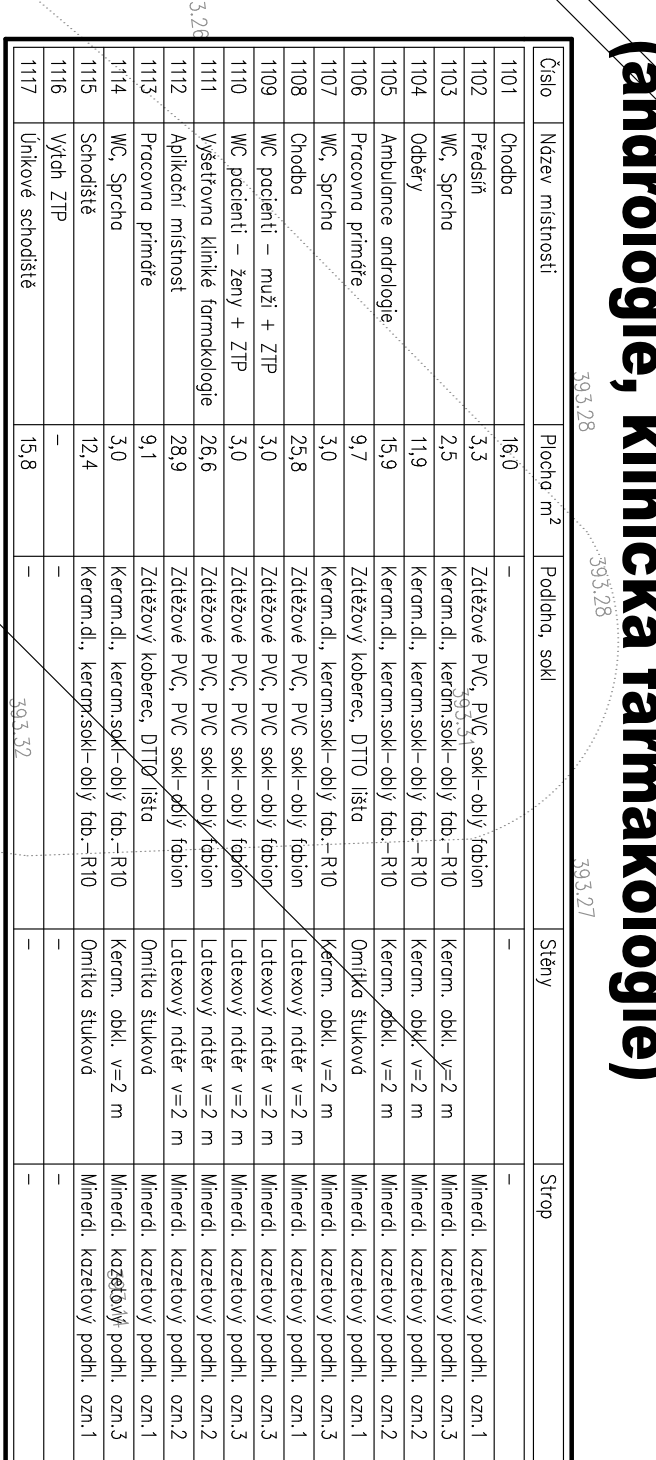 (andrologie, klinická farmakologie)
Číslo Název místnosti Plocha m² Podlaha, sokl Stěny Strop
1101 Chodba 16,0 – –  –
1102 Předsíň 3,3 Zátěžové PVC, PVC sokl-oblý fabion Minerál. kazetový podhl. ozn.1
1103 WC, Sprcha 2,5 Keram.dl., keram.sokl-oblý fab.-R10 Keram. obkl. v=2 m Minerál. kazetový podhl. ozn.3
1104 Odběry 11,9 Keram.dl., keram.sokl-oblý fab.-R10 Keram. obkl. v=2 m Minerál. kazetový podhl. ozn.2
1105 Ambulance andrologie 15,9 Keram.dl., keram.sokl-oblý fab.-R10 Keram. obkl. v=2 m Minerál. kazetový podhl. ozn.2
1106 Pracovna primáře 9,7 Zátěžový koberec, DTTO lišta Omítka štuková Minerál. kazetový podhl. ozn.1
1107 WC, Sprcha 3,0 Keram.dl., keram.sokl-oblý fab.-R10 Keram. obkl. v=2 m Minerál. kazetový podhl. ozn.3
1108 Chodba 25,8 Zátěžové PVC, PVC sokl-oblý fabion Latexový nátěr v=2 m Minerál. kazetový podhl. ozn.1
1109 WC pacienti – muži + ZTP 3,0 Zátěžové PVC, PVC sokl-oblý fabion Latexový nátěr v=2 m Minerál. kazetový podhl. ozn.3
1110 WC pacienti – ženy + ZTP 3,0 Zátěžové PVC, PVC sokl-oblý fabion Latexový nátěr v=2 m Minerál. kazetový podhl. ozn.3
1111 Vyšetřovna kliniké farmakologie 26,6 Zátěžové PVC, PVC sokl-oblý fabion Latexový nátěr v=2 m Minerál. kazetový podhl. ozn.2
1112 Aplikační místnost 28,9 Zátěžové PVC, PVC sokl-oblý fabion Latexový nátěr v=2 m Minerál. kazetový podhl. ozn.2
1113 Pracovna primáře 9,1 Zátěžový koberec, DTTO lišta Omítka štuková Minerál. kazetový podhl. ozn.1
1114 WC, Sprcha 3,0 Keram.dl., keram.sokl-oblý fab.-R10 Keram. obkl. v=2 m Minerál. kazetový podhl. ozn.3
1115 Schodiště 12,4 Keram.dl., keram.sokl-oblý fab.-R10 Omítka štuková Minerál. kazetový podhl. ozn.1
1116 Výtah ZTP – – – –
1117 Únikové schodiště 15,8 – – –
3.26
393.28
393.28
393.27
393.31
393.32